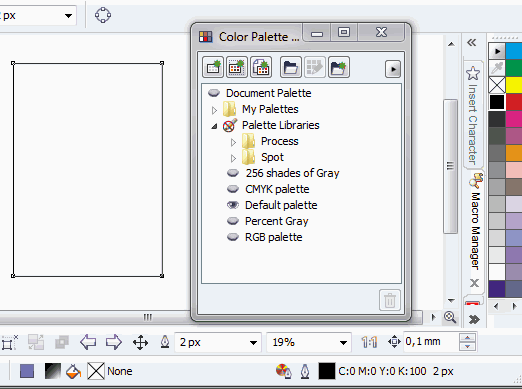 px
Color Palette ...
Document Palette
My Palettes
Palette Libraries
Process
Spot
256 shades of Gray
CMYK palette
Default palette
Percent Gray
RGB palette
Insert Character
Macro Manager
2 px
19%
1:1
0,1 mm
None
C:0 M:0 Y:0 K:100 2 px